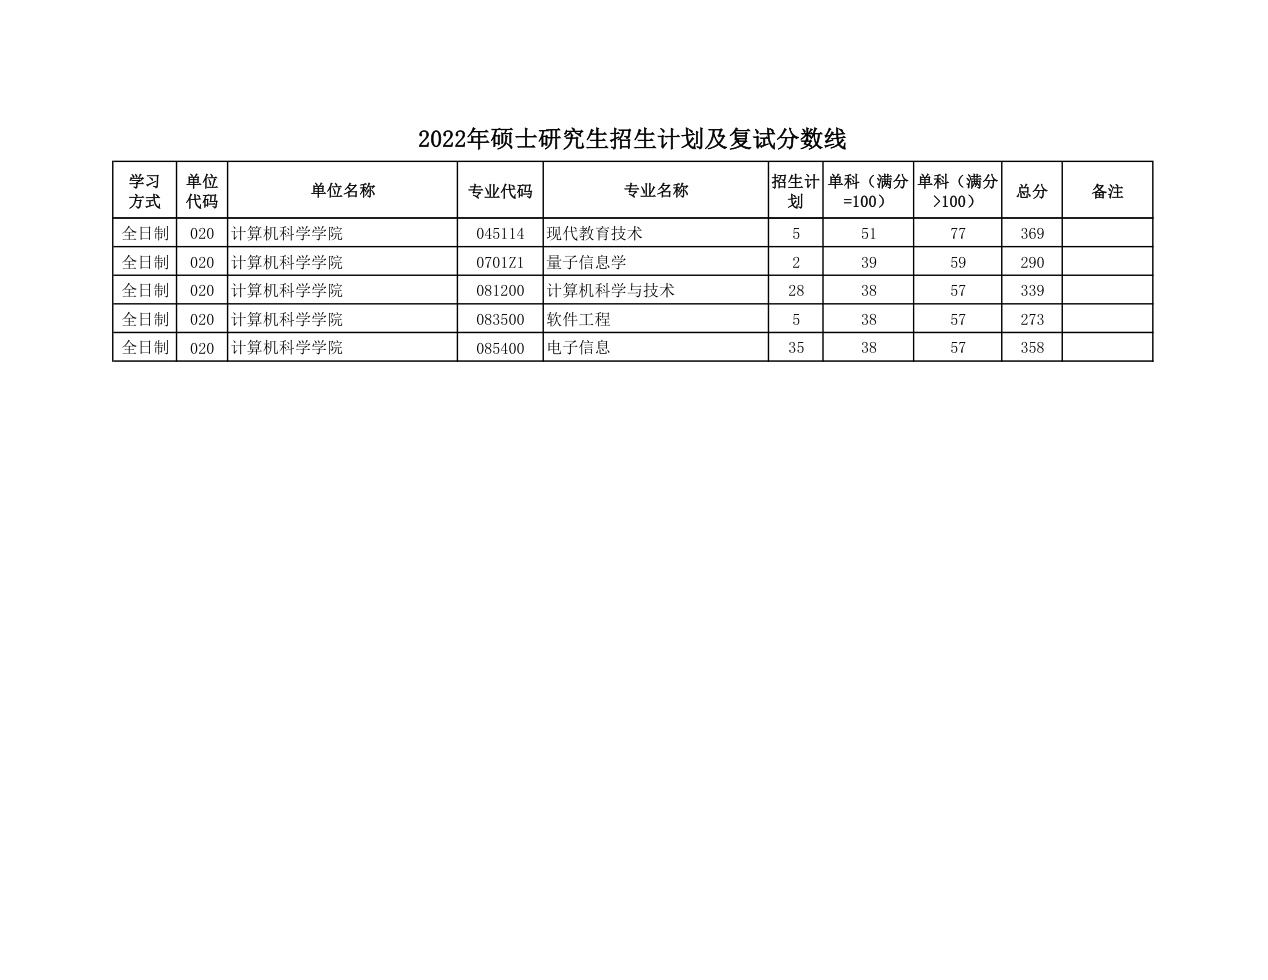 2022年硕士研究生招生计划及复试分数线
学习方式 单位代码 单位名称 专业代码 专业名称 招生计划 单科（满分=100） 单科（满分>100） 总分 备注
全日制 020 计算机科学学院 045114 现代教育技术 5 51 77 369
全日制 020 计算机科学学院 0701Z1 量子信息学 2 39 59 290
全日制 020 计算机科学学院 081200 计算机科学与技术 28 38 57 339
全日制 020 计算机科学学院 083500 软件工程 5 38 57 273
全日制 020 计算机科学学院 085400 电子信息 35 38 57 358